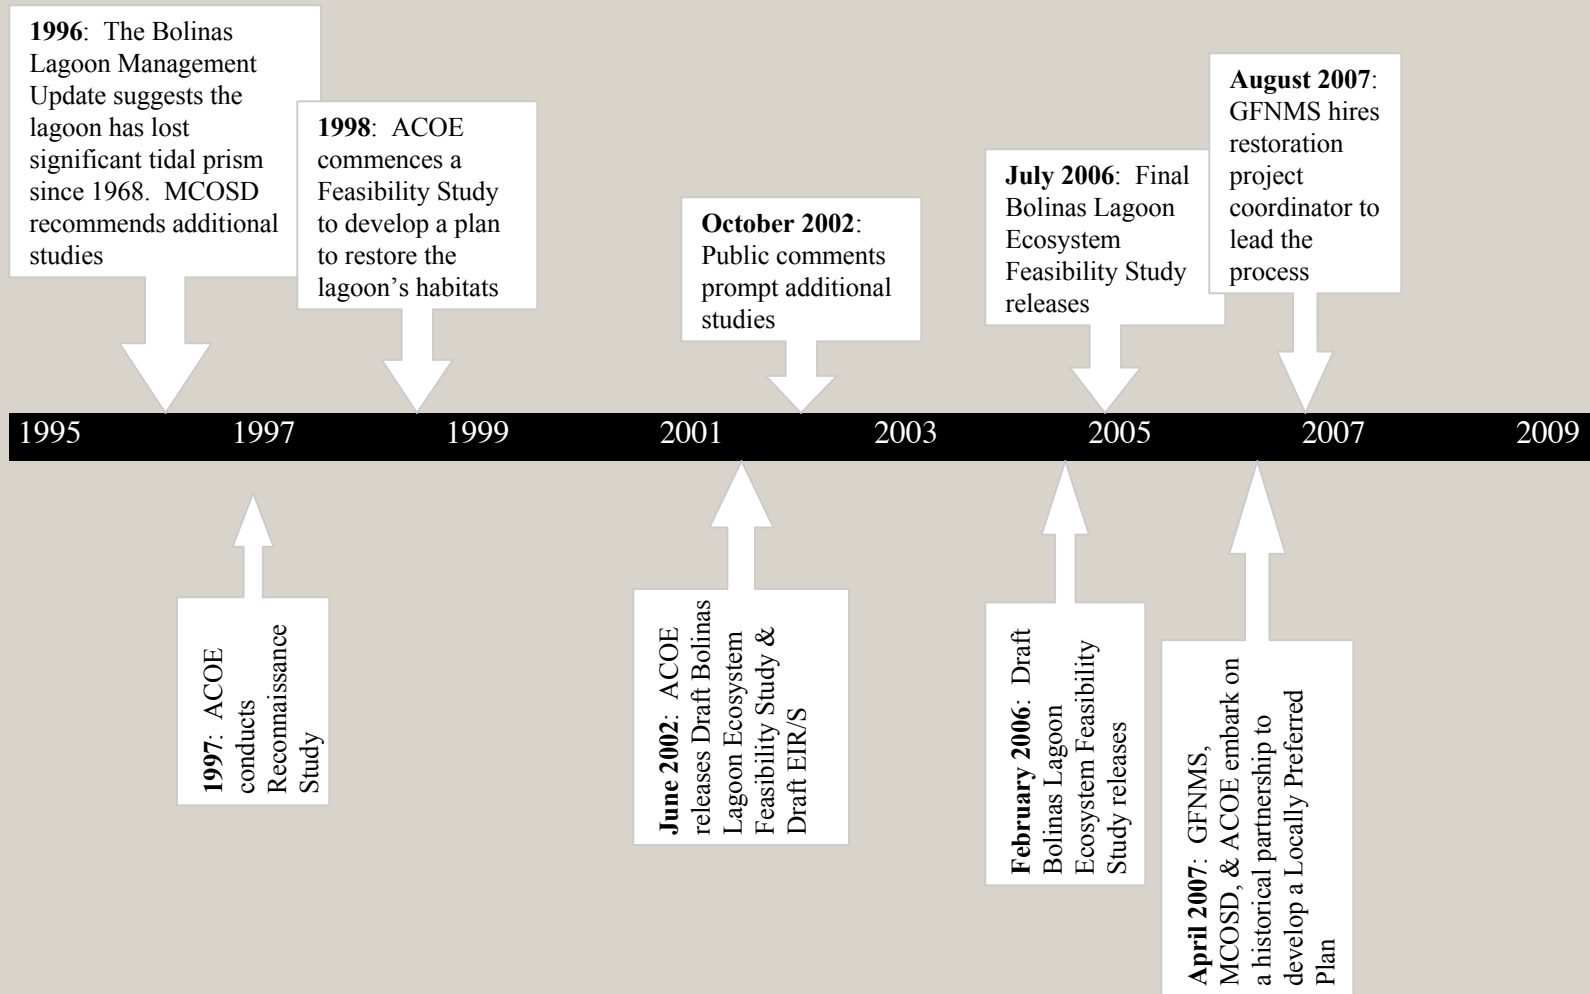 1996: The Bolinas
Lagoon Management
Update suggests the
lagoon has lost
significant tidal prism
since 1968. MCOSD
recommends additional
studies
1998: ACOE
commences a
Feasibility Study
to develop a plan
to restore the
lagoon’s habitats
October 2002:
Public comments
prompt additional
studies
July 2006: Final
Bolinas Lagoon
Ecosystem
Feasibility Study
releases
August 2007:
GFNMS hires
restoration
project
coordinator to
lead the
process
1995 1997 1999 2001 2003 2005 2007 2009
1997: ACOE
conducts
Reconnaissance
Study
June 2002: ACOE
releases Draft Bolinas
Lagoon Ecosystem
Feasibility Study &
Draft EIR/S
February 2006: Draft
Bolinas Lagoon
Ecosystem Feasibility
Study releases
April 2007: GFNMS,
MCOSD, & ACOE embark on
a historical partnership to
develop a Locally Preferred
Plan